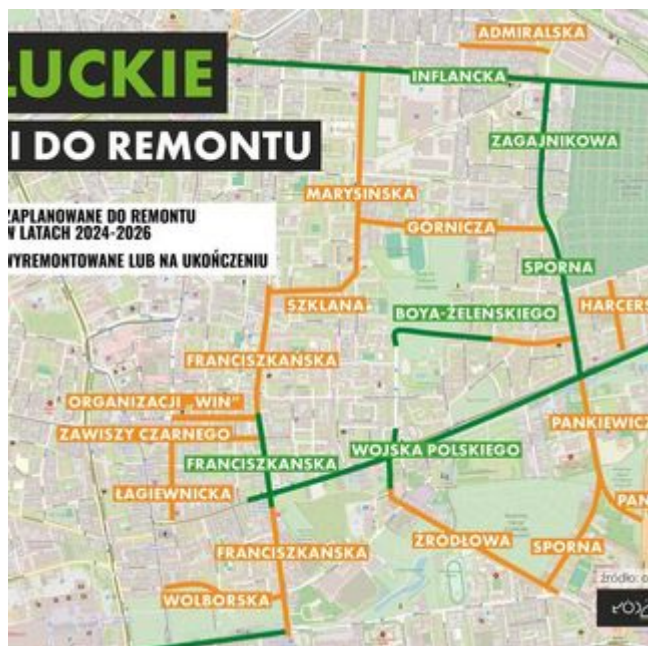 ŁUCKIE
I DO REMONTU
ZAPLANOWANE DO REMONTU
W LATACH 2024-2026
WYREMONTOWANE LUB NA UKOŃCZENIU
ADMIRALSKA
INFLANCKA
ZAGAJNIKOWA
MARYSIŃSKA
GÓRNICZA
SPORNA
SZKLANA
BOYA-ŻELEŃSKIEGO
HARCERS
FRANCISZKAŃSKA
ORGANIZACJI „WIN”
ZAWISZY CZARNEGO
PANKIEWICZ
FRANCISZKAŃSKA
WOJSKA POLSKIEGO
ŁAGIEWNICKA
PAN
FRANCISZKAŃSKA
ŹRÓDŁOWA
SPORNA
źródło: o
WOLBORSKA